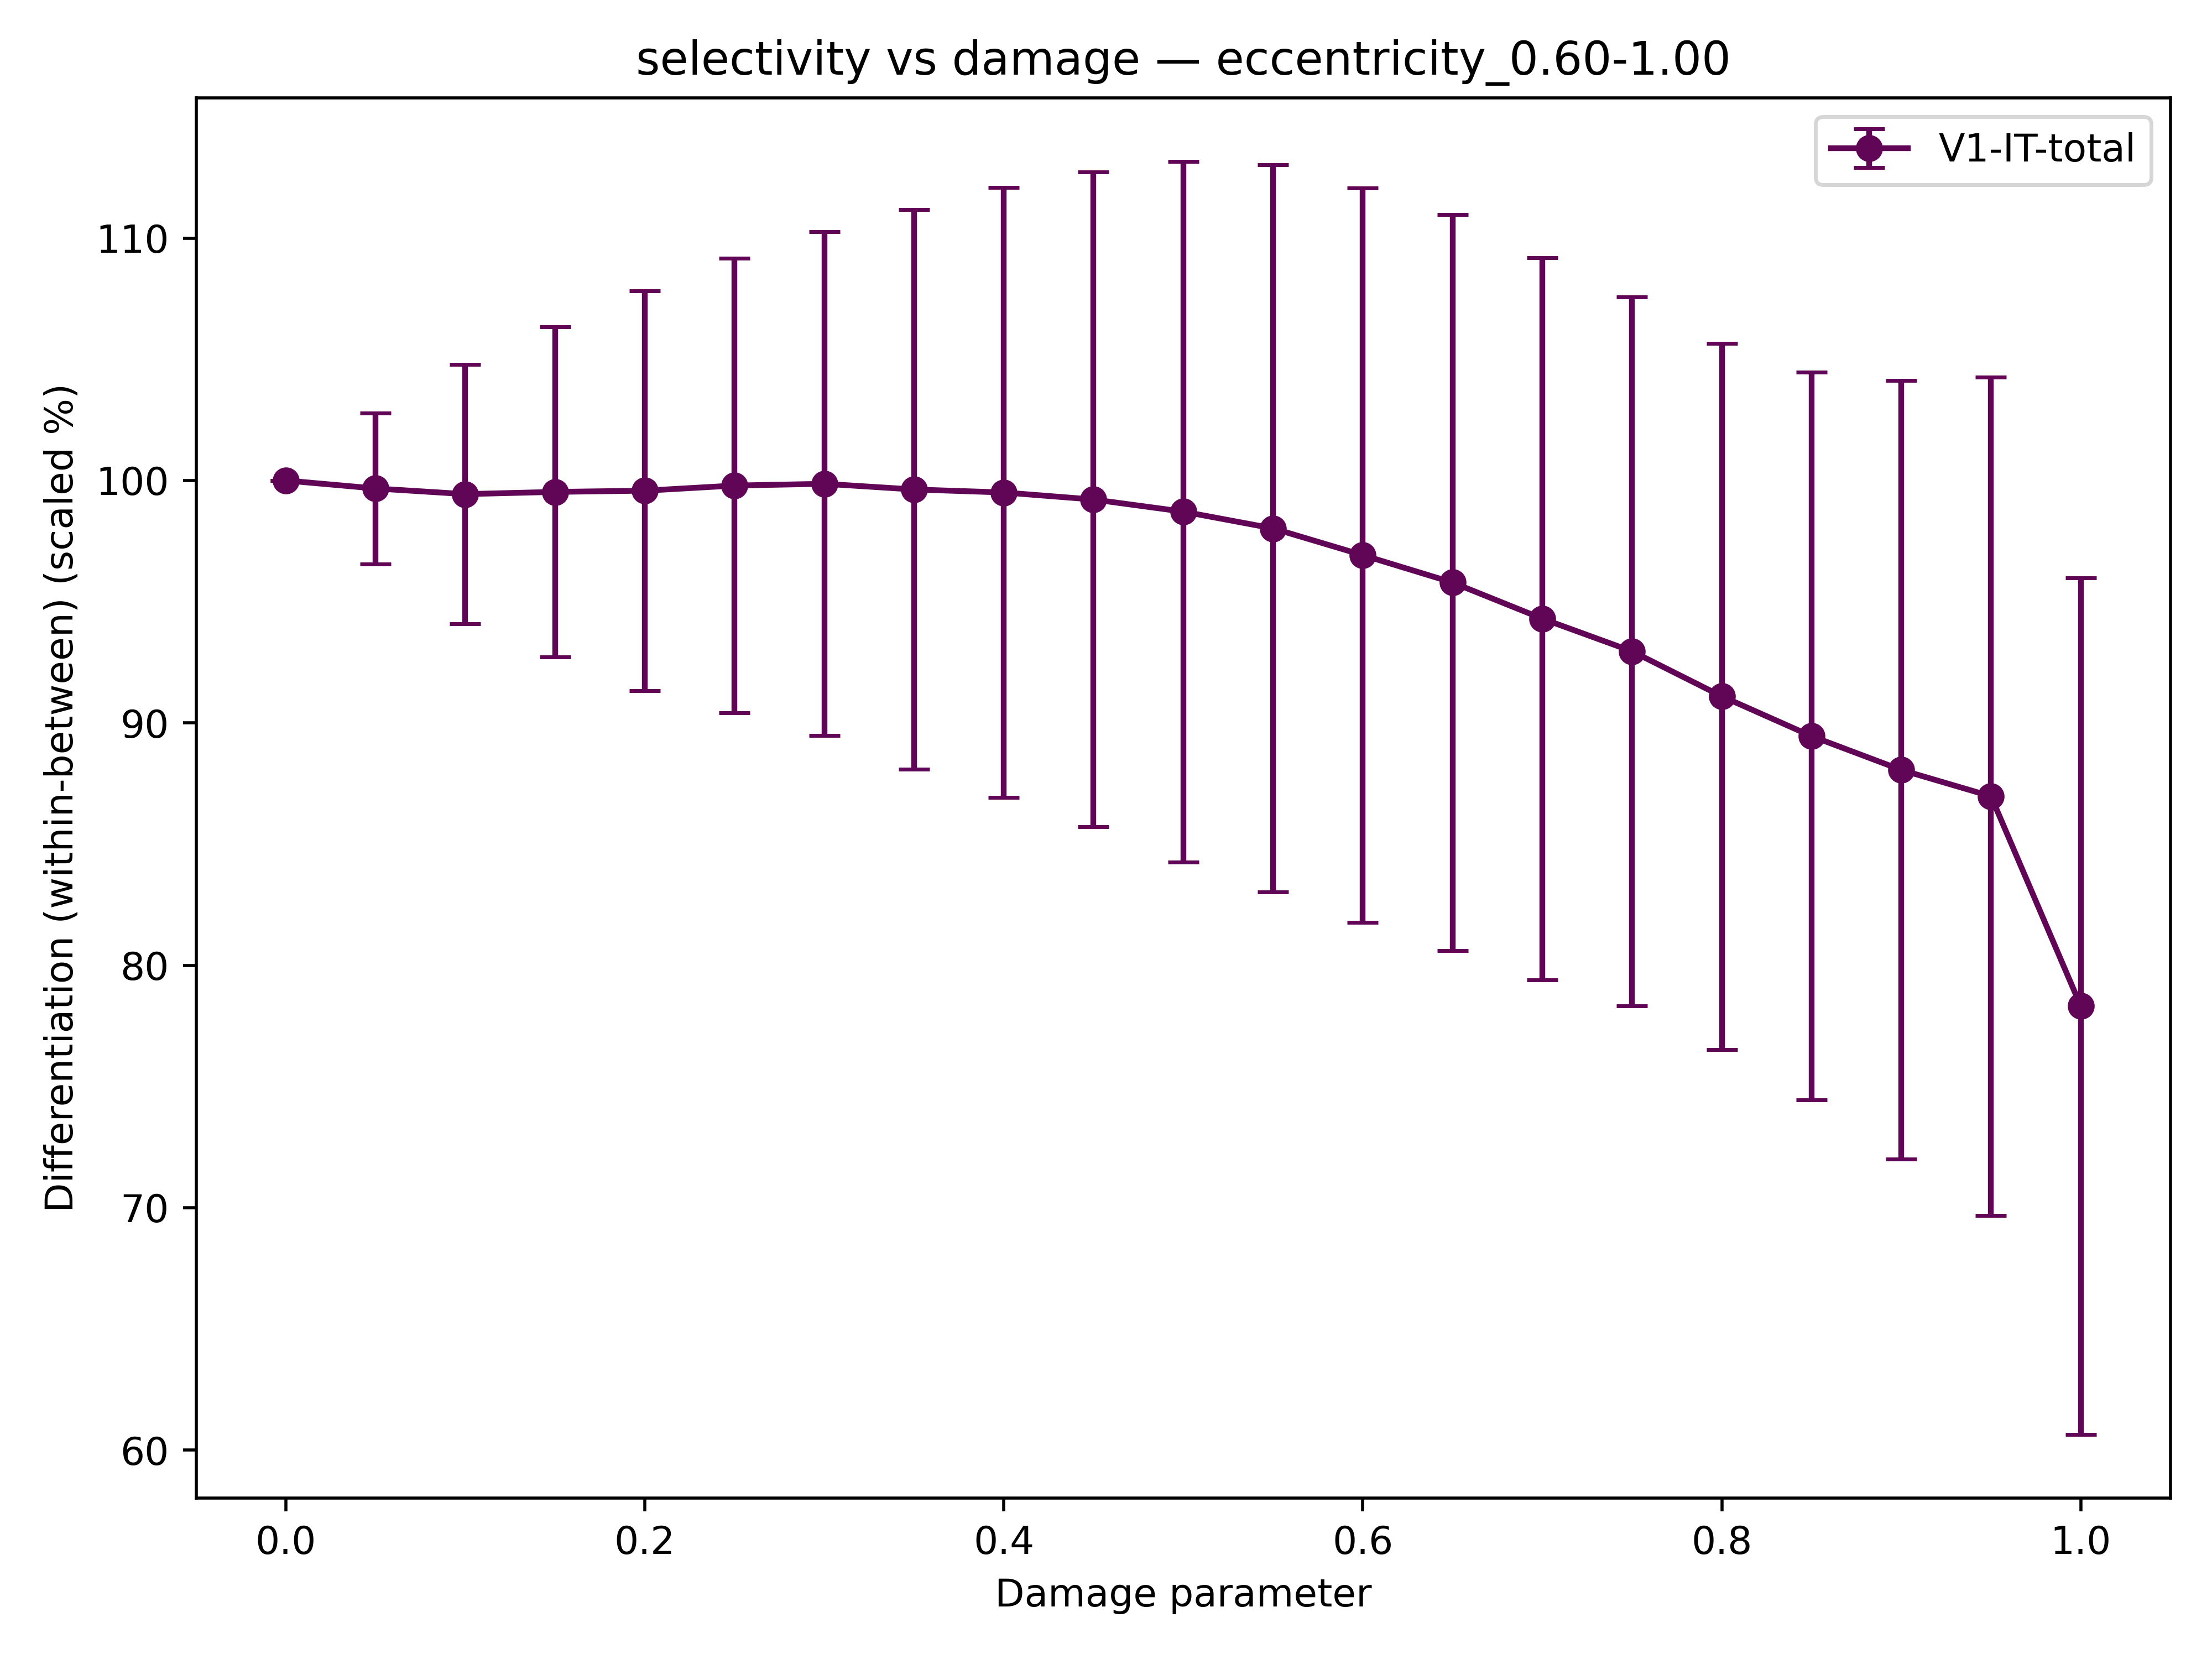 selectivity vs damage — eccentricity_0.60-1.00
V1-IT-total
Differentiation (within-between) (scaled %)
110
100
90
80
70
60
0.0 0.2 0.4 0.6 0.8 1.0
Damage parameter